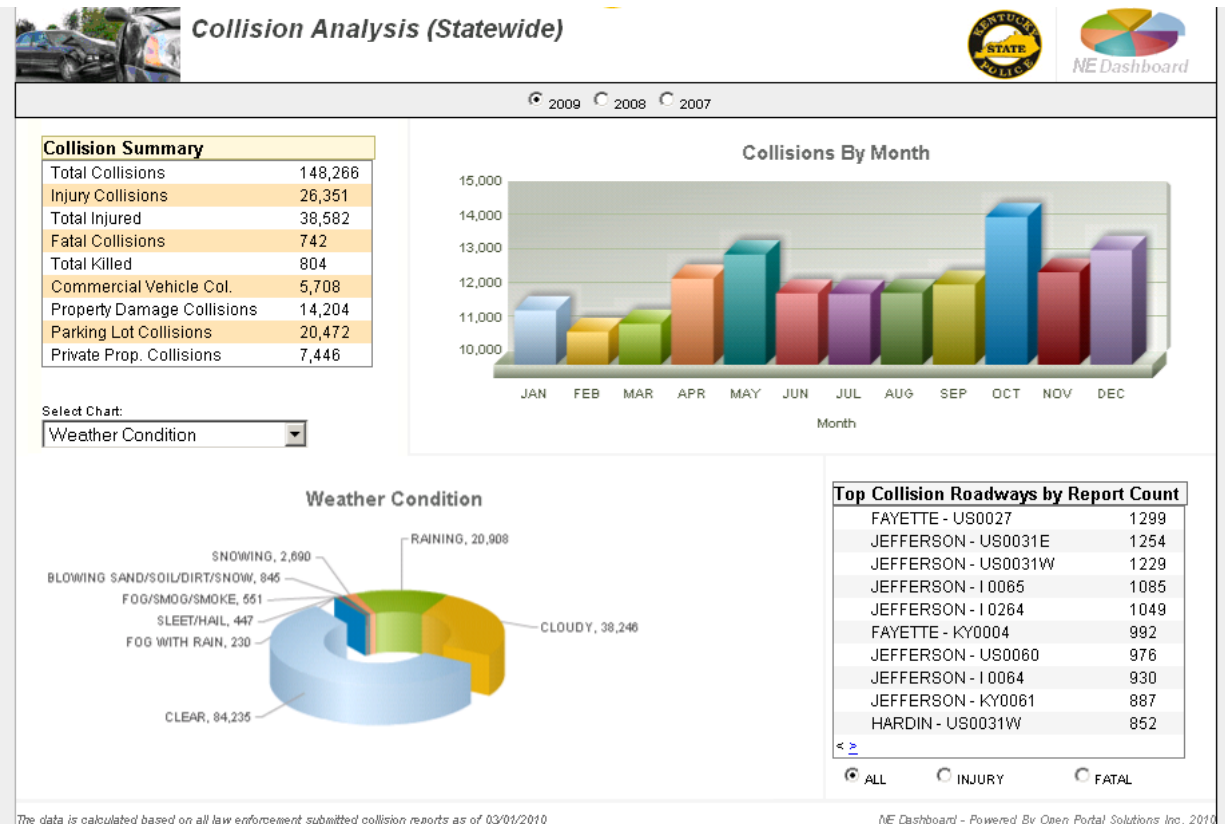 Collision Analysis (Statewide)
KENTUCKY
STATE
POLICE
NE Dashboard
2009 2008 2007
Collision Summary
Total Collisions 148,266
Injury Collisions 26,351
Total Injured 38,582
Fatal Collisions 742
Total Killed 804
Commercial Vehicle Col. 5,708
Property Damage Collisions 14,204
Parking Lot Collisions 20,472
Private Prop. Collisions 7,446
Select Chart:
Weather Condition
Collisions By Month
15,000
14,000
13,000
12,000
11,000
10,000
JAN FEB MAR APR MAY JUN JUL AUG SEP OCT NOV DEC
Month
Weather Condition
RAINING, 20,908
SNOWING, 2,690
BLOWING SAND/SOIL/DIRT/SNOW, 845
FOG/SMOG/SMOKE, 551
SLEET/HAIL, 447
FOG WITH RAIN, 230
CLOUDY, 38,246
CLEAR, 84,235
Top Collision Roadways by Report Count
FAYETTE - US0027 1299
JEFFERSON - US0031E 1254
JEFFERSON - US0031W 1229
JEFFERSON - I 0065 1085
JEFFERSON - I 0264 1049
FAYETTE - KY0004 992
JEFFERSON - US0060 976
JEFFERSON - I 0064 930
JEFFERSON - KY0061 887
HARDIN - US0031W 852
< >
ALL INJURY FATAL
The data is calculated based on all law enforcement submitted collision reports as of 03/01/2010
NE Dashboard - Powered By Open Portal Solutions Inc. 2010